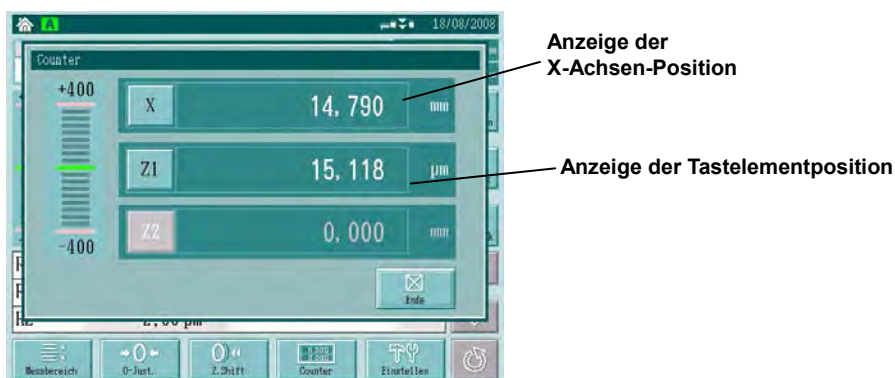 A
18/08/2008
Counter
+400
-400
X
14,790
mm
Z1
15,118
µm
Z2
0,000
mm
Ende
Messbereich
0-Just.
Z.Shift
Counter
Einstellen
Anzeige der
X-Achsen-Position
Anzeige der Tastelementposition